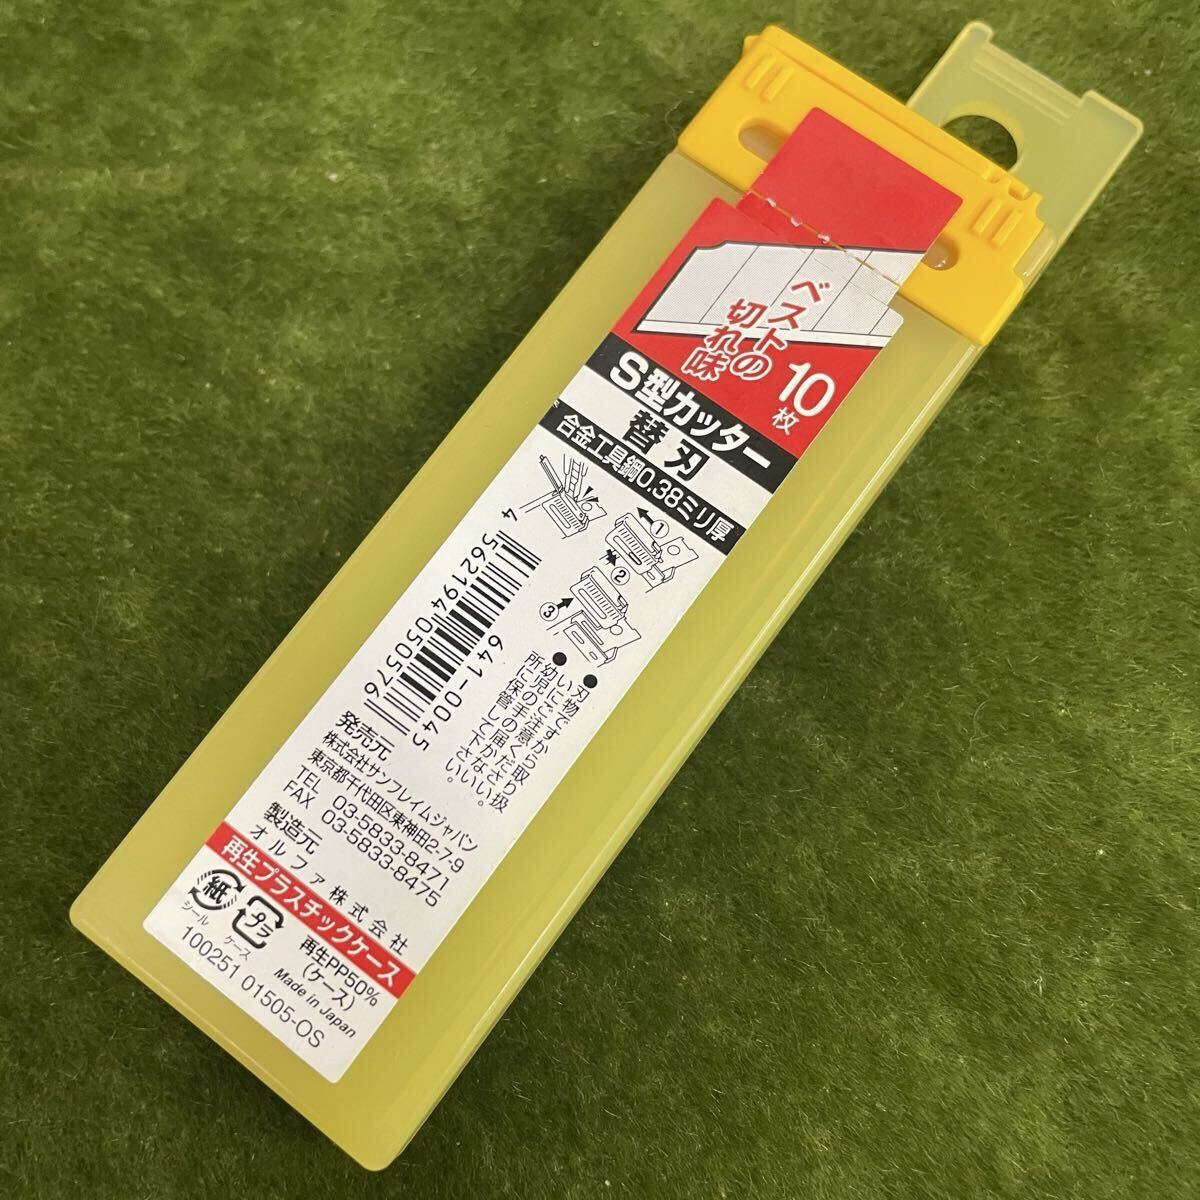 ベストの
切れ味
10枚
S型カッター
替刃
合金工具鋼0.38ミリ厚
1
2
3
4 562194 050576
641-0045
●刃物ですから取り扱
いにご注意ください。
●幼児の手の届かない
所に保管して下さい。
発売元
株式会社サンフレイムジャパン
東京都千代田区東神田2-7-9
TEL 03-5833-8471
FAX 03-5833-8475
製造元
オルファ株式会社
再生プラスチックケース
紙
シール
プラ
ケース
再生PP50%
(ケース)
Made in Japan
100251 01505-OS